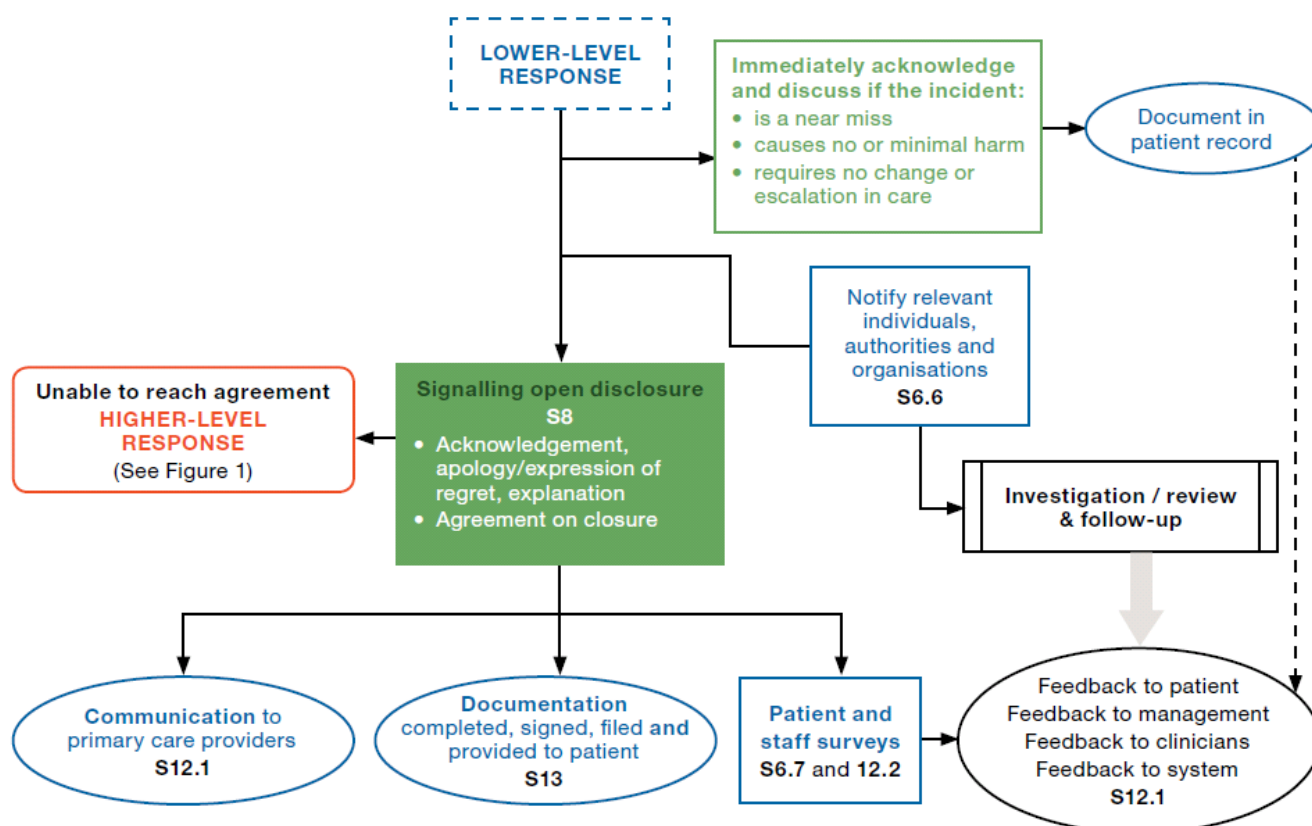 LOWER-LEVEL
RESPONSE
Immediately acknowledge
and discuss if the incident:
• is a near miss
• causes no or minimal harm
• requires no change or
escalation in care
Document in
patient record
Notify relevant
individuals,
authorities and
organisations
S6.6
Unable to reach agreement
HIGHER-LEVEL
RESPONSE
(See Figure 1)
Signalling open disclosure
S8
• Acknowledgement,
apology/expression of
regret, explanation
• Agreement on closure
Investigation / review
& follow-up
Communication to
primary care providers
S12.1
Documentation
completed, signed, filed and
provided to patient
S13
Patient and
staff surveys
S6.7 and 12.2
Feedback to patient
Feedback to management
Feedback to clinicians
Feedback to system
S12.1